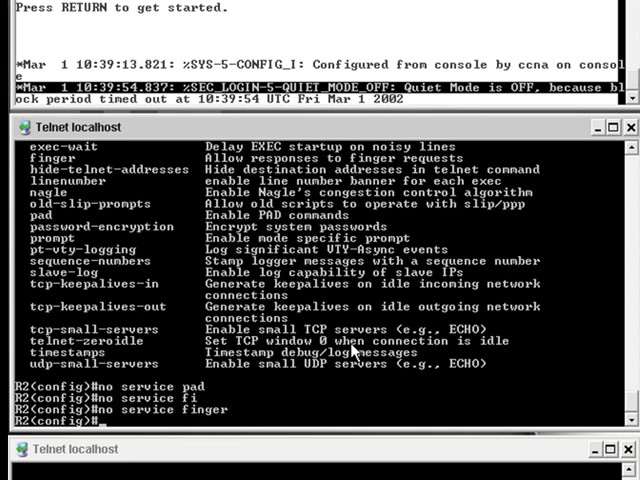 Press RETURN to get started.
*Mar  1 10:39:13.821: %SYS-5-CONFIG_I: Configured from console by ccna on consol
e
*Mar  1 10:39:54.837: %SEC_LOGIN-5-QUIET_MODE_OFF: Quiet Mode is OFF, because bl
ock period timed out at 10:39:54 UTC Fri Mar 1 2002
Telnet localhost
exec-wait Delay EXEC startup on noisy lines
finger Allow responses to finger requests
hide-telnet-addresses Hide destination addresses in telnet command
linenumber enable line number banner for each exec
nagle Enable Nagle's congestion control algorithm
old-slip-prompts Allow old scripts to operate with slip/ppp
pad Enable PAD commands
password-encryption Encrypt system passwords
prompt Enable mode specific prompt
pt-vty-logging Log significant VTY-Async events
sequence-numbers Stamp logger messages with a sequence number
slave-log Enable log capability of slave IPs
tcp-keepalives-in Generate keepalives on idle incoming network
connections
tcp-keepalives-out Generate keepalives on idle outgoing network
connections
tcp-small-servers Enable small TCP servers (e.g., ECHO)
telnet-zeroidle Set TCP window 0 when connection is idle
timestamps Timestamp debug/log messages
udp-small-servers Enable small UDP servers (e.g., ECHO)
R2(config)#no service pad
R2(config)#no service fi
R2(config)#no service finger
R2(config)#_
Telnet localhost